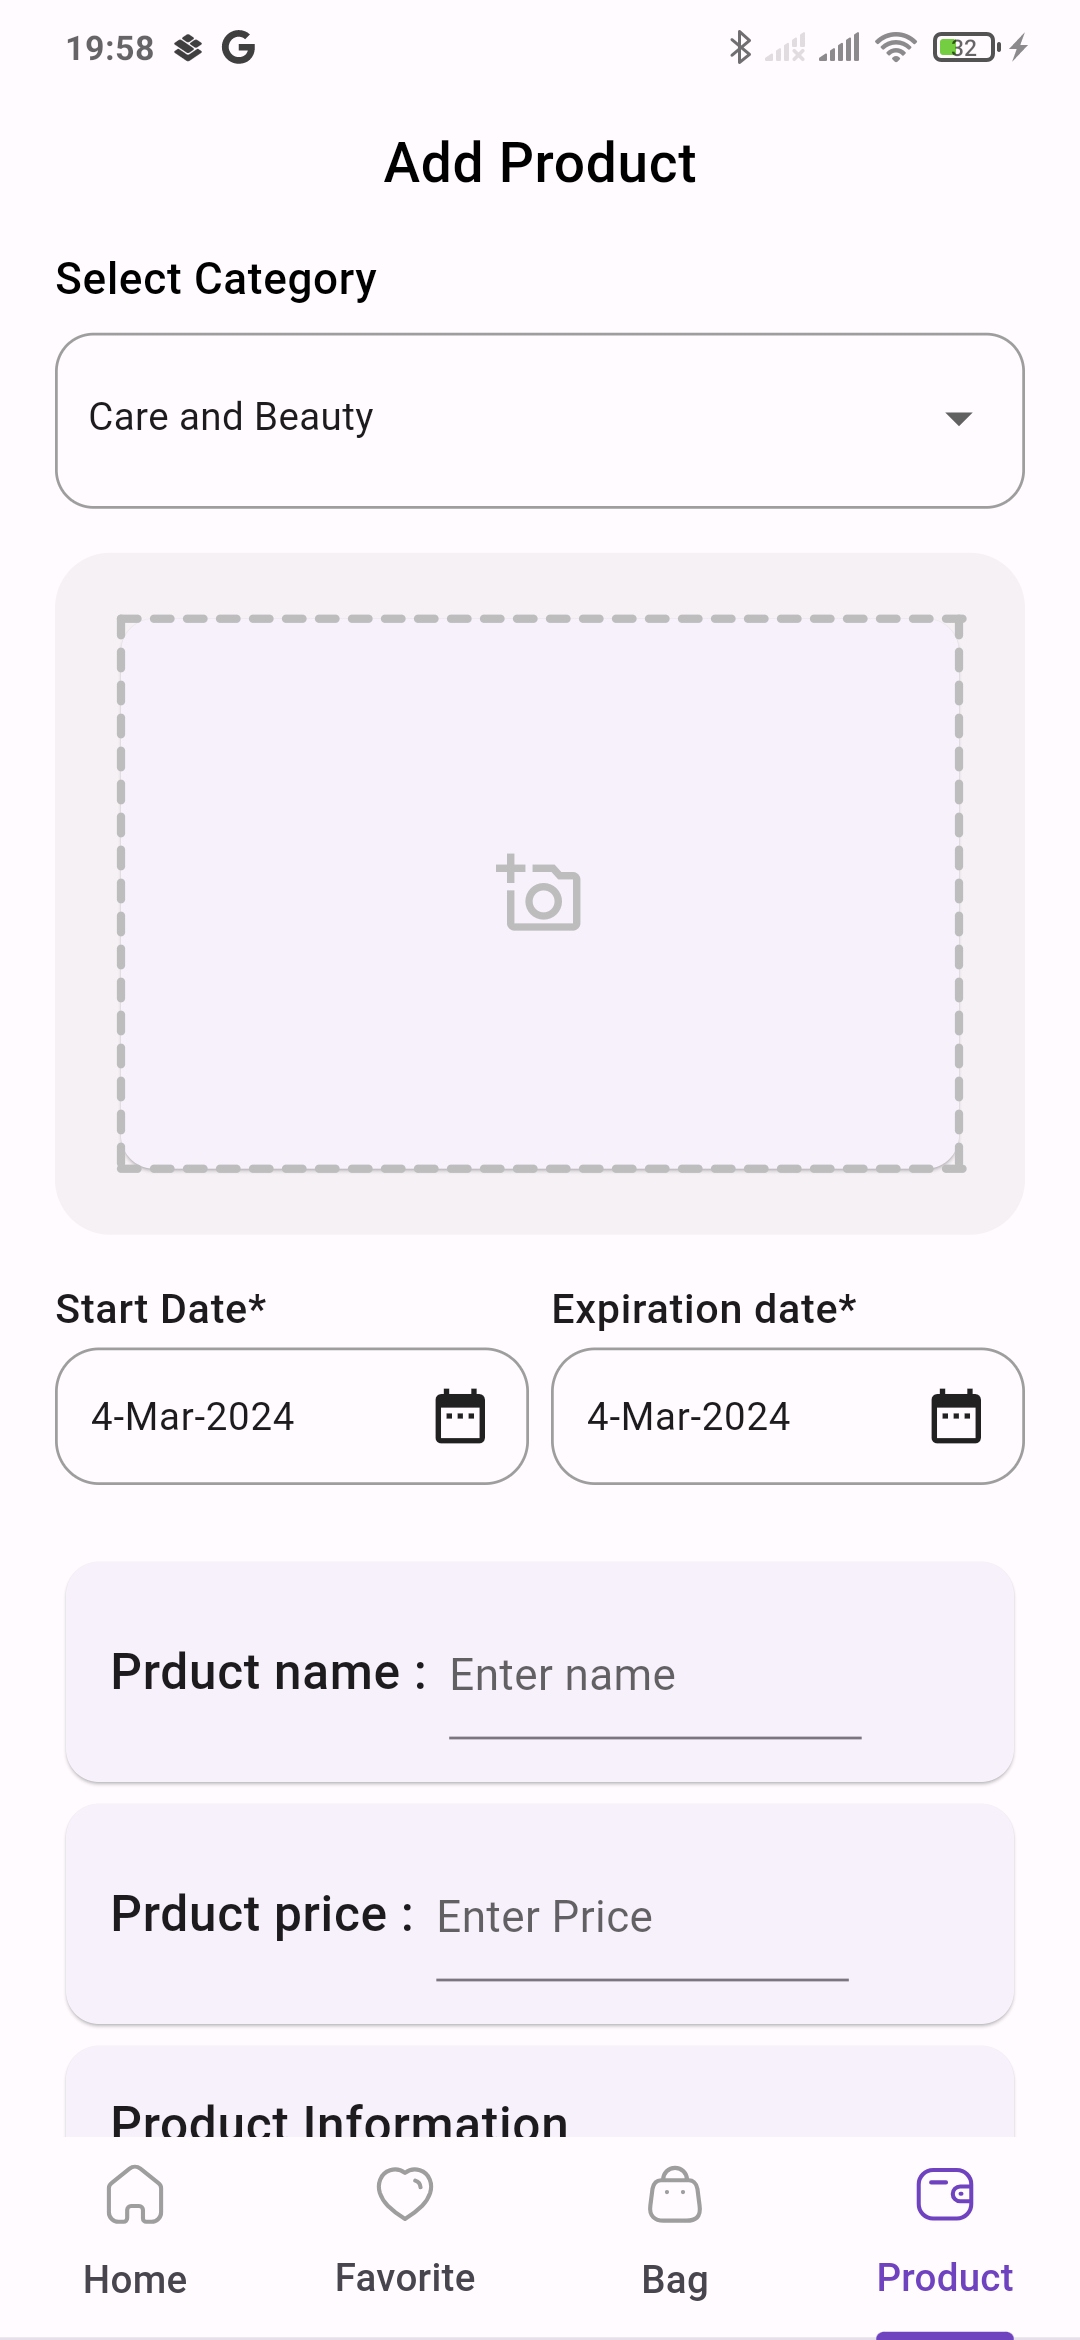 19:58
32
Add Product
Select Category
Care and Beauty
Start Date* Expiration date*
4-Mar-2024 4-Mar-2024
Prduct name : Enter name
Prduct price : Enter Price
Product Information
Home Favorite Bag Product